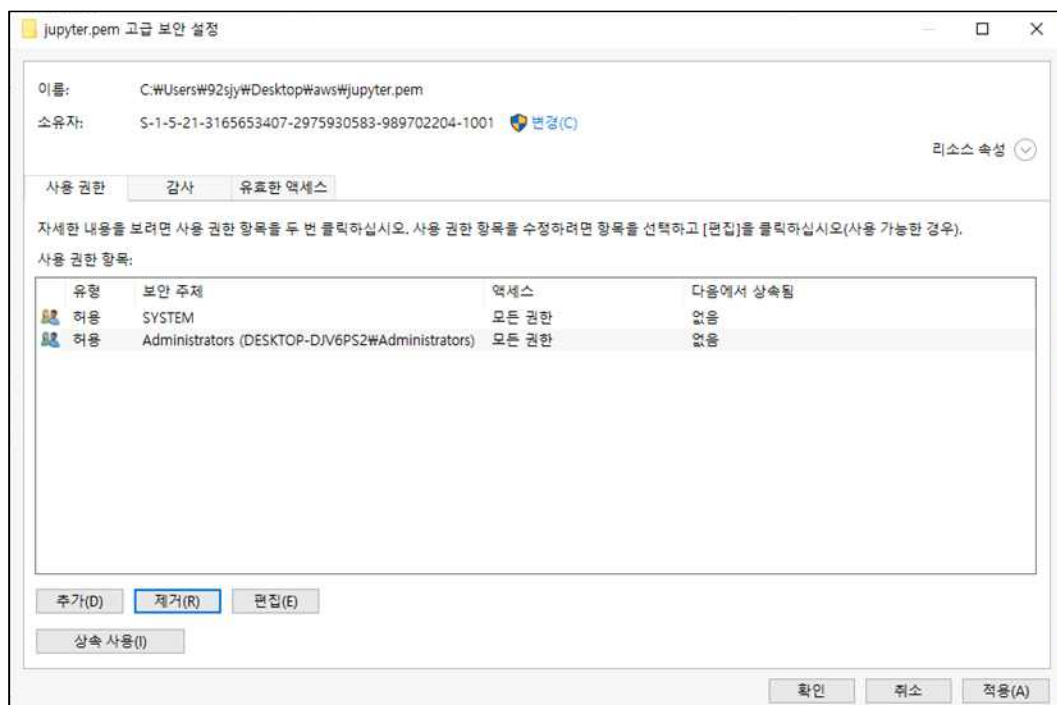 jupyter.pem 고급 보안 설정
이름: C:₩Users₩92sjy₩Desktop₩aws₩jupyter.pem
소유자: S-1-5-21-3165653407-2975930583-989702204-1001 변경(C)
리소스 속성
사용 권한 감사 유효한 액세스
자세한 내용을 보려면 사용 권한 항목을 두 번 클릭하십시오. 사용 권한 항목을 수정하려면 항목을 선택하고 [편집]을 클릭하십시오(사용 가능한 경우).
사용 권한 항목:
유형 보안 주체 액세스 다음에서 상속됨
허용 SYSTEM 모든 권한 없음
허용 Administrators (DESKTOP-DJV6PS2₩Administrators) 모든 권한 없음
추가(D) 제거(R) 편집(E)
상속 사용(I)
확인 취소 적용(A)